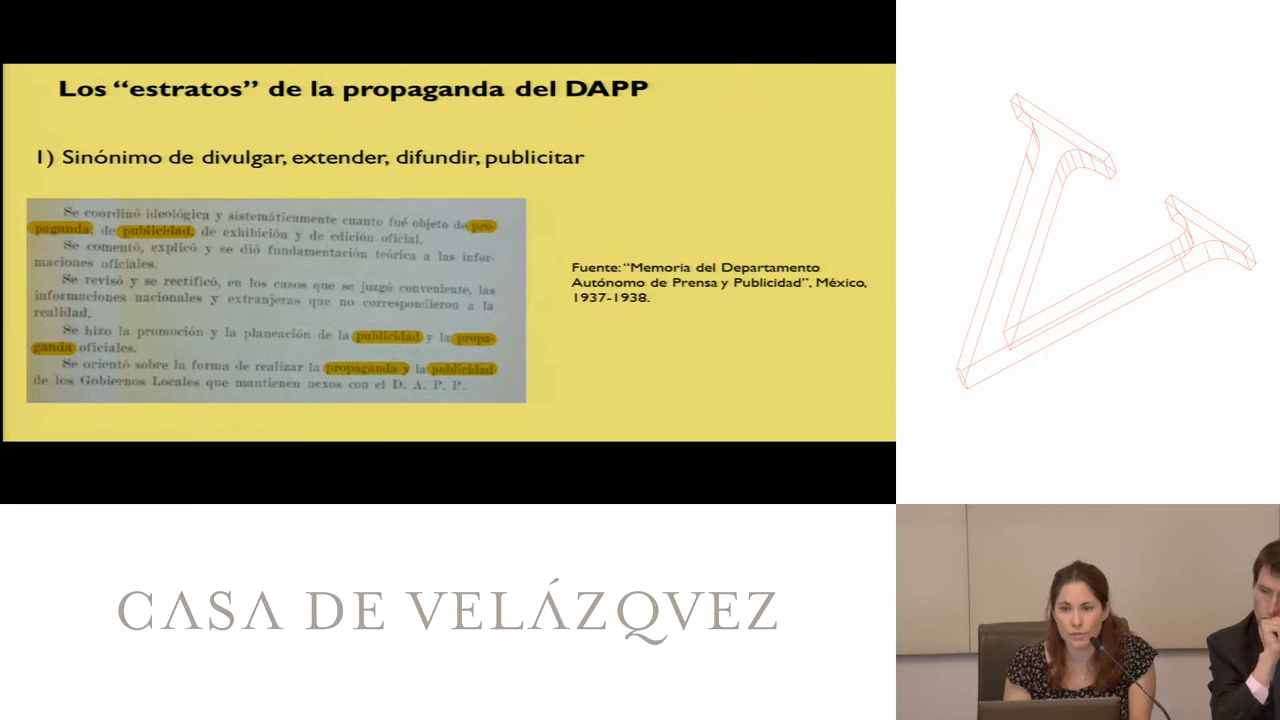 Los “estratos” de la propaganda del DAPP
1) Sinónimo de divulgar, extender, difundir, publicitar
Se coordinó ideológica y sistemáticamente cuanto fué objeto de pro-
paganda, de publicidad, de exhibición y de edición oficial.
Se comentó, explicó y se dió fundamentación teórica a las infor-
maciones oficiales.
Se revisó y se rectificó, en los casos que se juzgó conveniente, las
informaciones nacionales y extranjeras que no correspondieron a la
realidad.
Se hizo la promoción y la planeación de la publicidad y la propa-
ganda oficiales.
Se orientó sobre la forma de realizar la propaganda y la publicidad
de los Gobiernos Locales que mantienen nexos con el D. A. P. P.
Fuente: “Memoria del Departamento
Autónomo de Prensa y Publicidad”, México,
1937-1938.
CASA DE VELÁZQVEZ